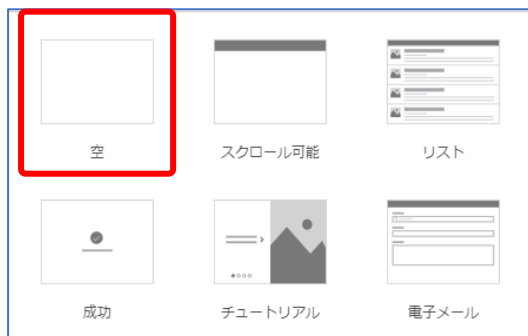 空
スクロール可能
リスト
成功
チュートリアル
電子メール